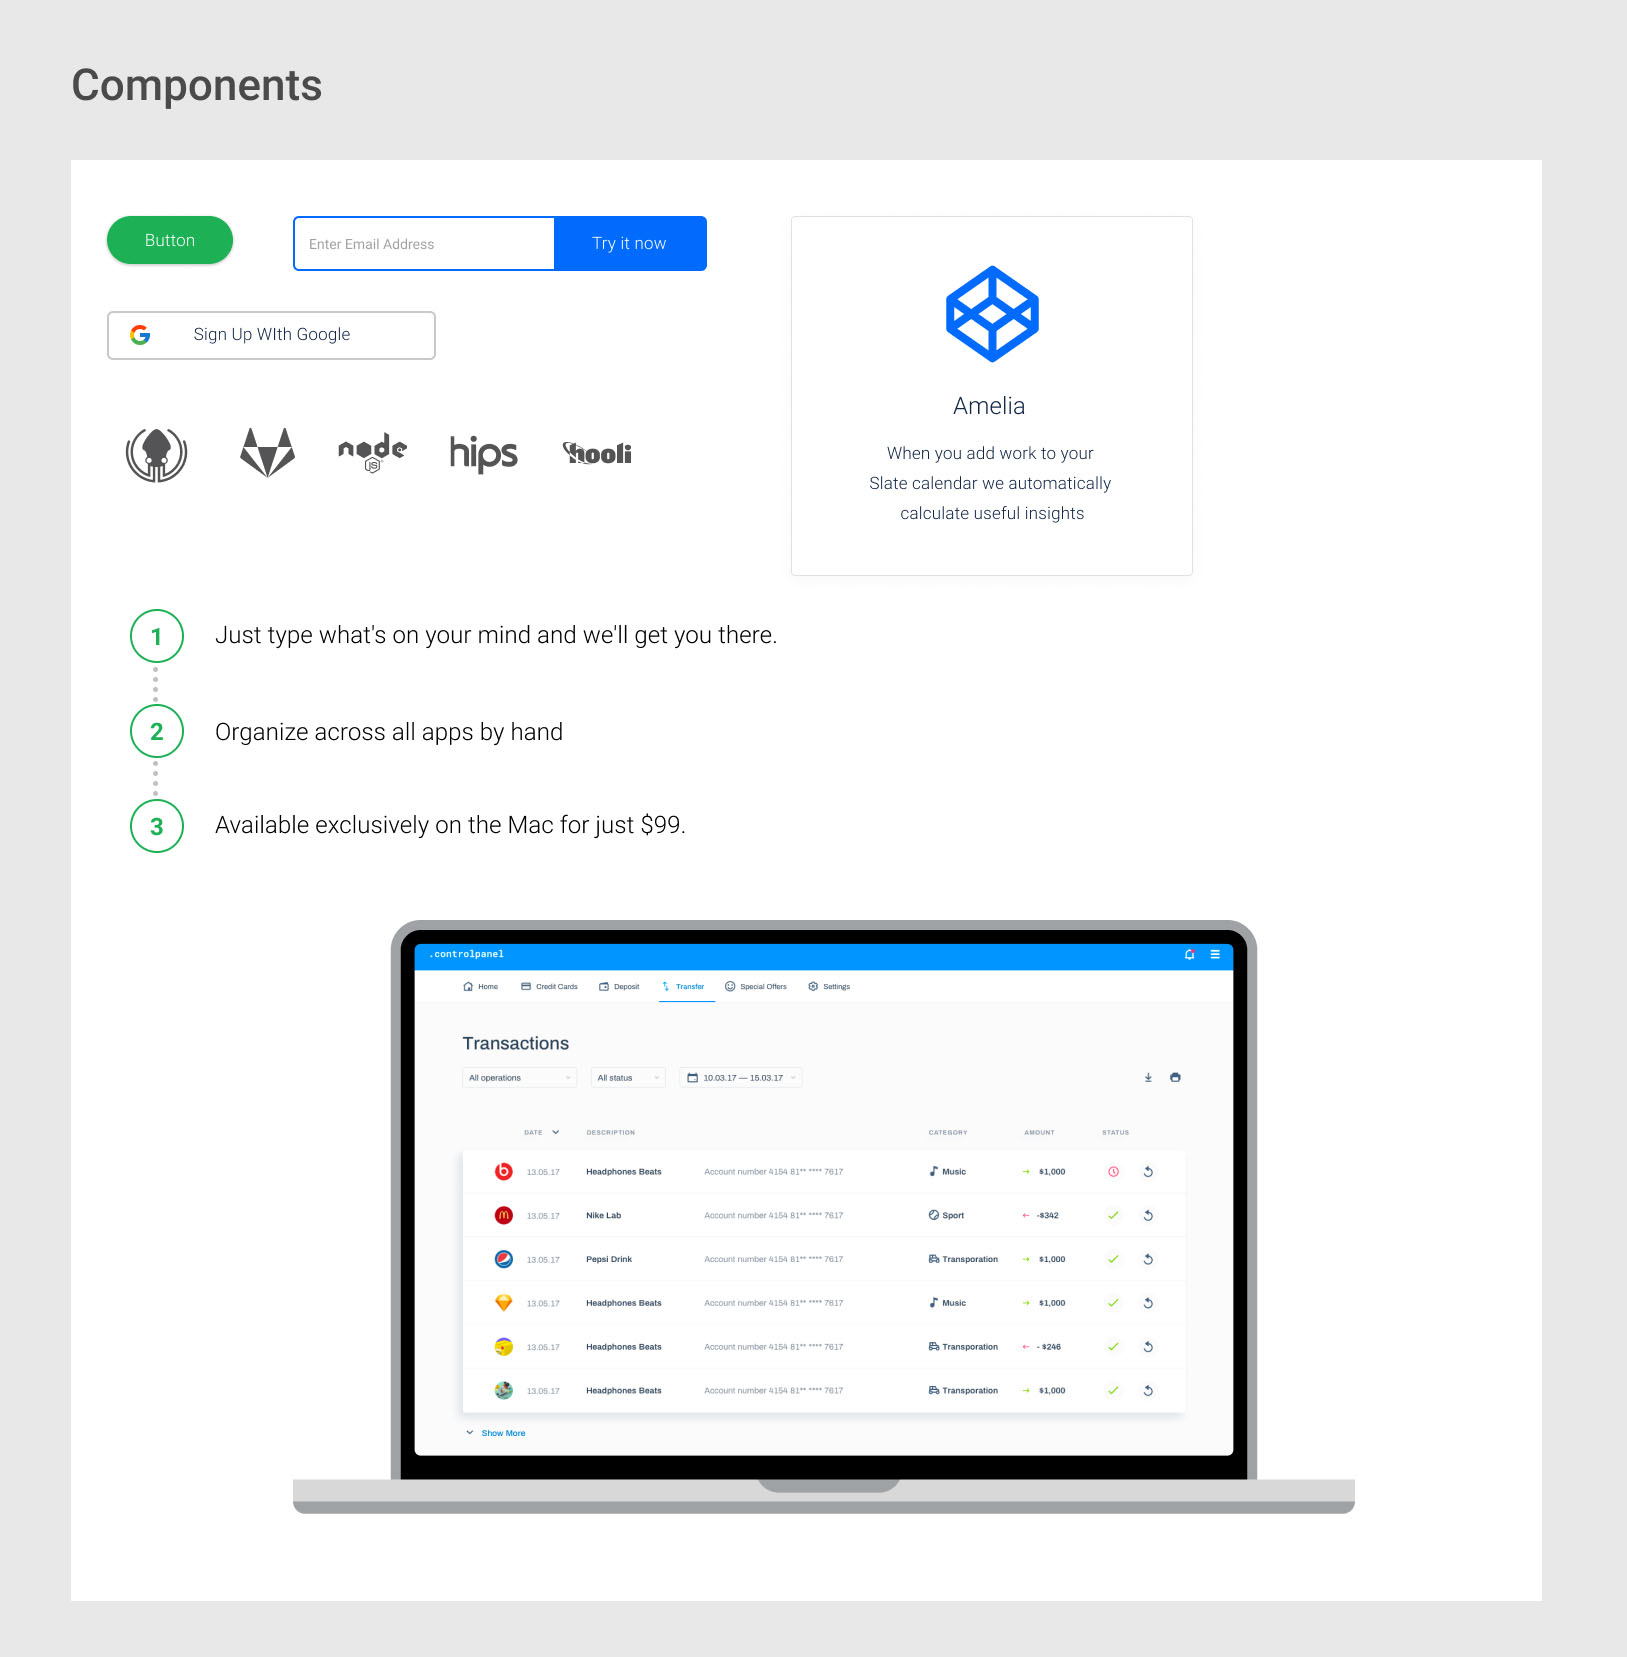 Components
Button
Enter Email Address
Try it now
Sign Up WIth Google
node
JS
hips
hooli
Amelia
When you add work to your
Slate calendar we automatically
calculate useful insights
1 Just type what's on your mind and we'll get you there.
2 Organize across all apps by hand
3 Available exclusively on the Mac for just $99.
.controlpanel
Home Credit Cards Deposit Transfer Special Offers Settings
Transactions
All operations All status 10.03.17 — 15.03.17
DATE DESCRIPTION CATEGORY AMOUNT STATUS
13.05.17 Headphones Beats Account number 4154 81** **** 7617 Music $1,000
13.05.17 Nike Lab Account number 4154 81** **** 7617 Sport -$342
13.05.17 Pepsi Drink Account number 4154 81** **** 7617 Transporation $1,000
13.05.17 Headphones Beats Account number 4154 81** **** 7617 Music $1,000
13.05.17 Headphones Beats Account number 4154 81** **** 7617 Transporation - $246
13.05.17 Headphones Beats Account number 4154 81** **** 7617 Transporation $1,000
Show More